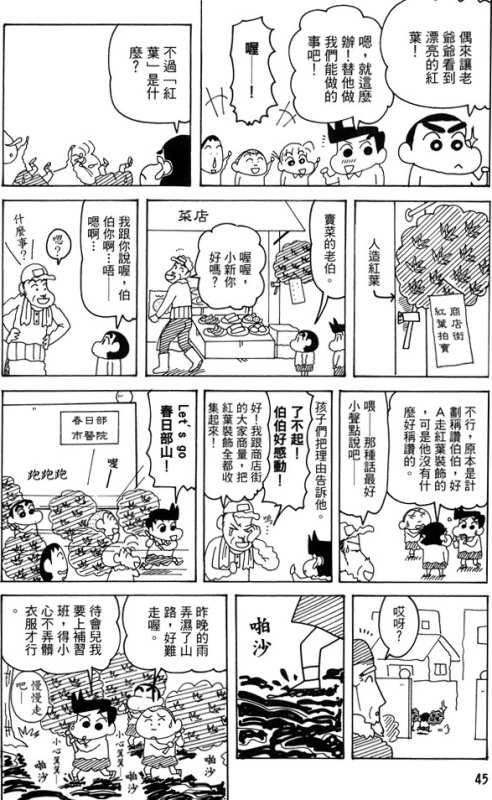 偶來讓老
爺爺看到
漂亮的紅
葉！
嗯，就這麼
辦！替他做
我們能做的
事吧！
喔——！
不過「紅
葉」是什
麼？
人造紅葉
商店街
紅葉拍賣
賣菜的老伯。
菜店
喔喔，
小新你
好嗎？
我跟你說喔，伯
伯你啊…唔——
嗯啊…
嗯？
什麼事？
不行，原本是計
劃稱讚伯伯，好
A走紅葉裝飾的
，可是他沒有什
麼好稱讚的。
喂——那種話最好
小聲點說吧——
孩子們把理由告訴他。
了不起！
伯伯好感動！
好！我跟商店街
的大家商量，把
紅葉裝飾全都收
集起來！
嗚…
Let's go
春日部山！
春日部
市醫院
喔
跑跑跑
哎呀？
啪沙
昨晚的雨
弄濕了山
路，好難
走喔。
待會兒我
要上補習
班，得小
心不弄髒
衣服才行
。
慢慢走
吧——
小心翼翼
小心翼翼
啪沙
啪沙
45